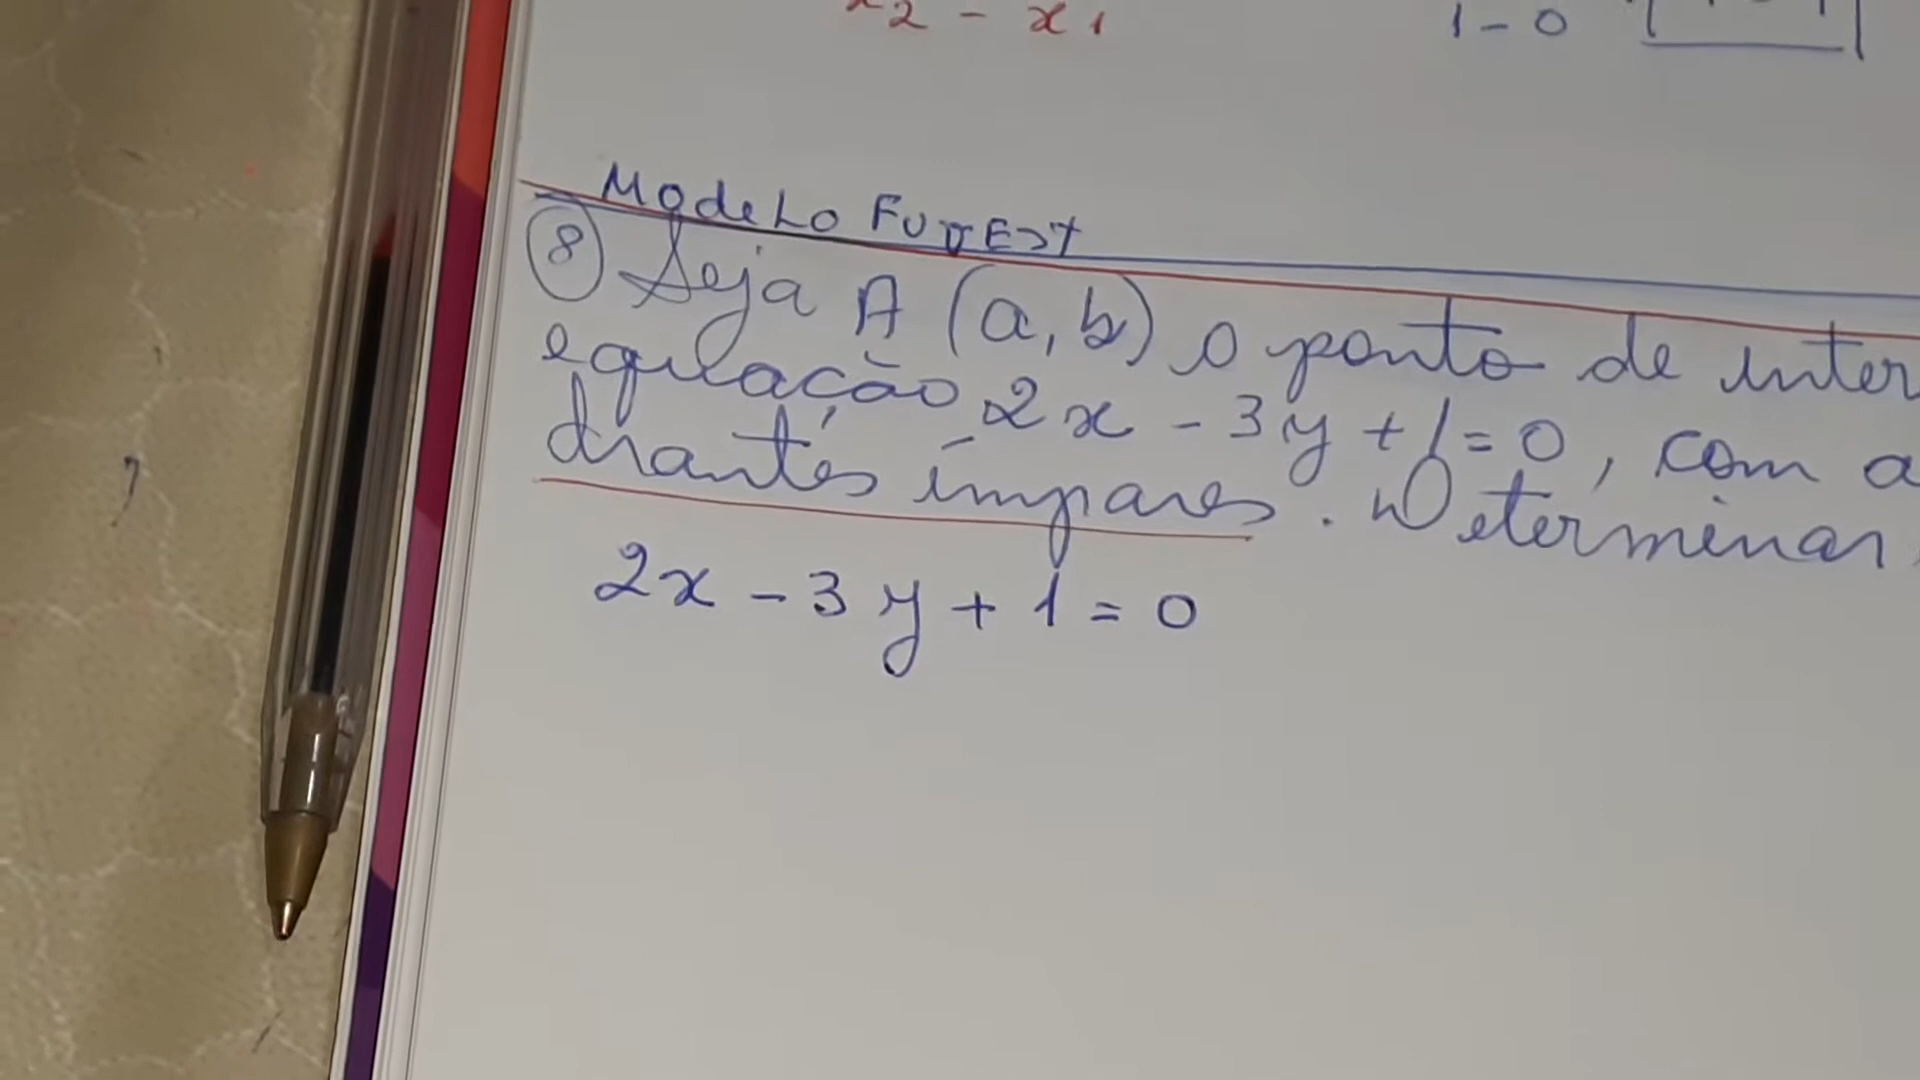 x2 - x1 1 - 0
Modelo FUVEST
8 Seja A (a, b) o ponto de inter
equação 2x - 3y + 1 = 0, com a
drantes ímpares. Determinar
2x - 3y + 1 = 0